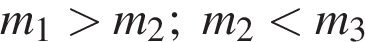 m₁ > m₂; m₂ < m₃